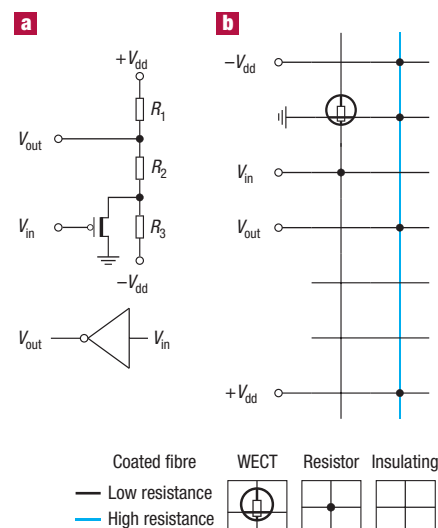 a
+Vdd
R1
Vout
R2
Vin
R3
−Vdd
Vout
Vin
b
−Vdd
Vin
Vout
+Vdd
Coated fibre WECT Resistor Insulating
Low resistance
High resistance